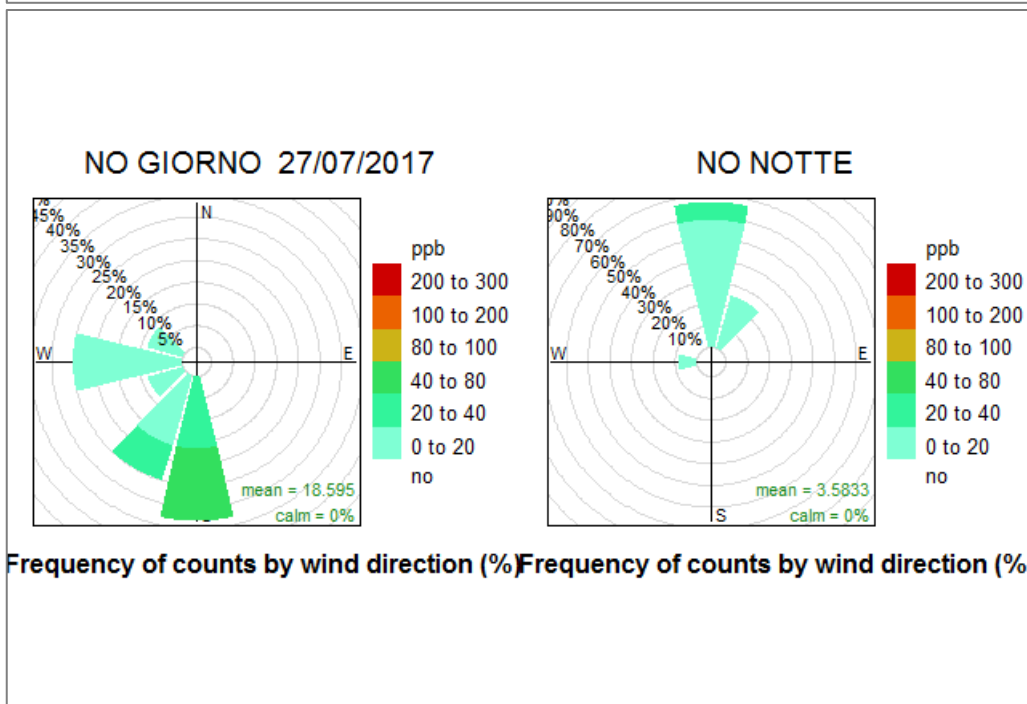 NO GIORNO 27/07/2017
45%
40%
35%
30%
25%
20%
15%
10%
5%
N
W
E
mean = 18.595
calm = 0%
ppb
200 to 300
100 to 200
80 to 100
40 to 80
20 to 40
0 to 20
no
Frequency of counts by wind direction (%)
NO NOTTE
90%
80%
70%
60%
50%
40%
30%
20%
10%
W
E
S
mean = 3.5833
calm = 0%
ppb
200 to 300
100 to 200
80 to 100
40 to 80
20 to 40
0 to 20
no
Frequency of counts by wind direction (%